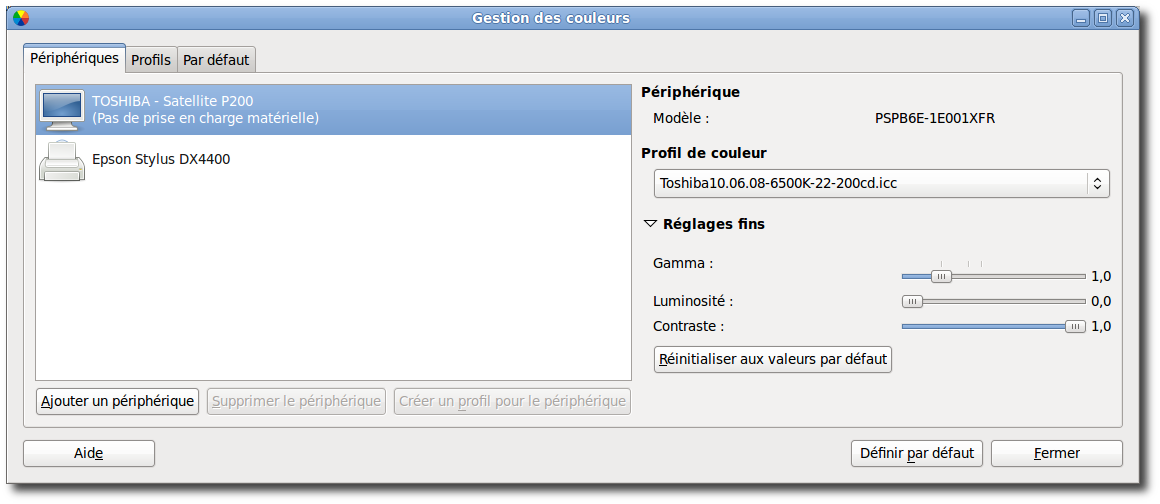 Gestion des couleurs
Périphériques
Profils
Par défaut
TOSHIBA - Satellite P200
(Pas de prise en charge matérielle)
Epson Stylus DX4400
Ajouter un périphérique
Supprimer le périphérique
Créer un profil pour le périphérique
Périphérique
Modèle : PSPB6E-1E001XFR
Profil de couleur
Toshiba10.06.08-6500K-22-200cd.icc
Réglages fins
Gamma : 1,0
Luminosité : 0,0
Contraste : 1,0
Réinitialiser aux valeurs par défaut
Aide
Définir par défaut
Fermer